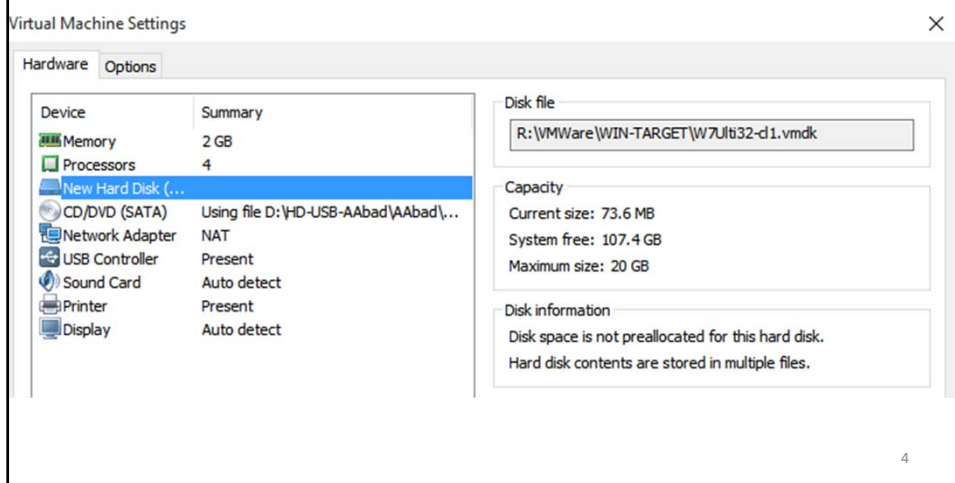 Virtual Machine Settings
Hardware Options
Device Summary
Memory 2 GB
Processors 4
New Hard Disk (...
CD/DVD (SATA) Using file D:\HD-USB-AAbad\AAbad\...
Network Adapter NAT
USB Controller Present
Sound Card Auto detect
Printer Present
Display Auto detect
Disk file
R:\VMWare\WIN-TARGET\W7Ulti32-cl1.vmdk
Capacity
Current size: 73.6 MB
System free: 107.4 GB
Maximum size: 20 GB
Disk information
Disk space is not preallocated for this hard disk.
Hard disk contents are stored in multiple files.
4